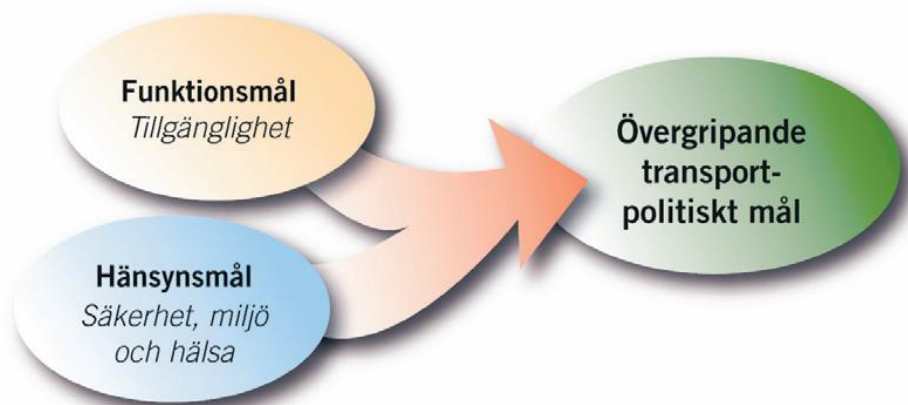 Funktionsmål
Tillgänglighet
Hänsynsmål
Säkerhet, miljö
och hälsa
Övergripande
transport-
politiskt mål